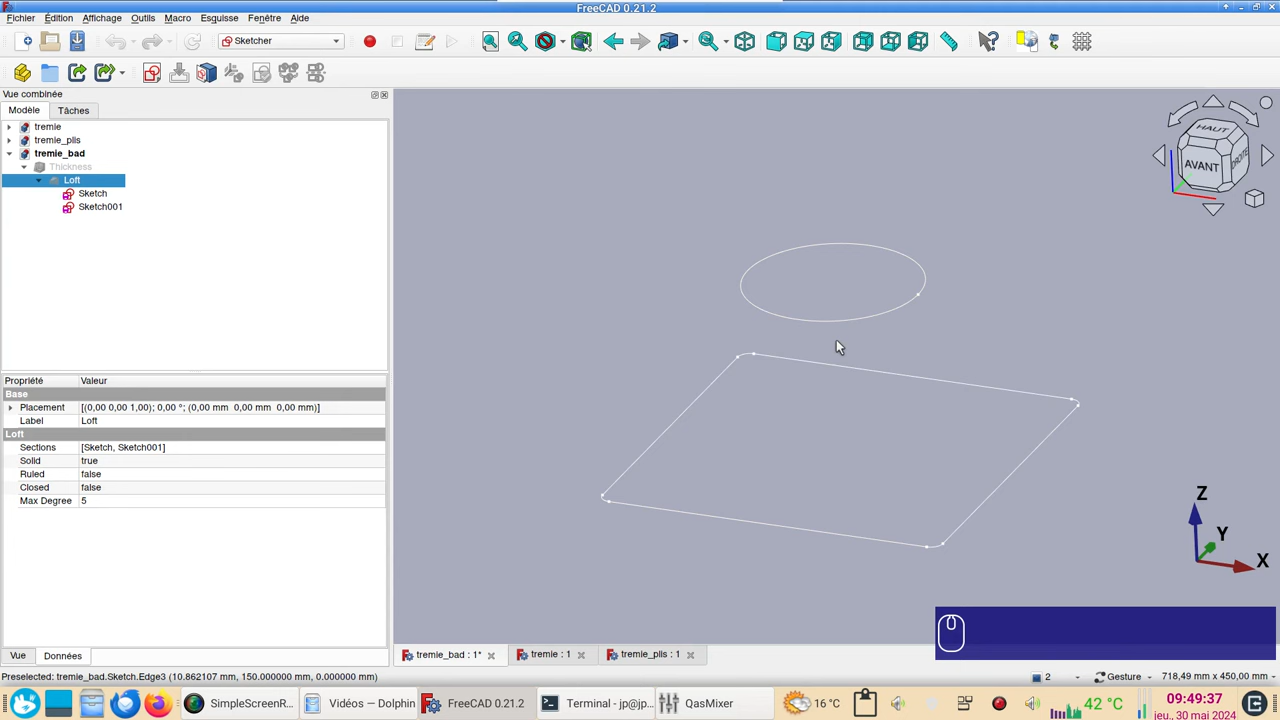 FreeCAD 0.21.2
Fichier Édition Affichage Outils Macro Esquisse Fenêtre Aide
Sketcher
Vue combinée
Modèle Tâches
tremie
tremie_plis
tremie_bad
Thickness
Loft
Sketch
Sketch001
HAUT
AVANT
DROITE
Propriété Valeur
Base
Placement [(0,00 0,00 1,00); 0,00 °; (0,00 mm 0,00 mm 0,00 mm)]
Label Loft
Loft
Sections [Sketch, Sketch001]
Solid true
Ruled false
Closed false
Max Degree 5
Z
Y
X
Vue Données
tremie_bad : 1* tremie : 1 tremie_plis : 1
Preselected: tremie_bad.Sketch.Edge3 (10.862107 mm, 150.000000 mm, 0.000000 mm)
2 Gesture 718,49 mm x 450,00 mm
SimpleScreenR... Vidéos — Dolphin FreeCAD 0.21.2 Terminal — jp@jp... QasMixer 16 °C 42 °C
09:49:37
jeu., 30 mai 2024